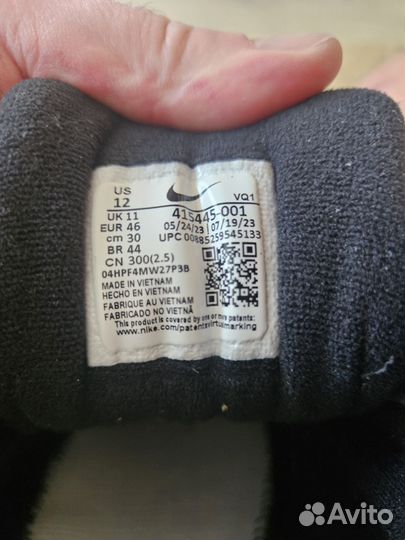 US
12
VQ1
UK 11
415445-001
EUR 46
05/24/23
07/19/23
cm 30
UPC 00885259545133
BR 44
CN 300(2.5)
04HPF4MW27P3B
MADE IN VIETNAM
HECHO EN VIETNAM
FABRIQUE AU VIETNAM
FABRICADO NO VIETNÃ
This product is covered by one or more patents:
www.nike.com/patentsvirtualmarking
Avito